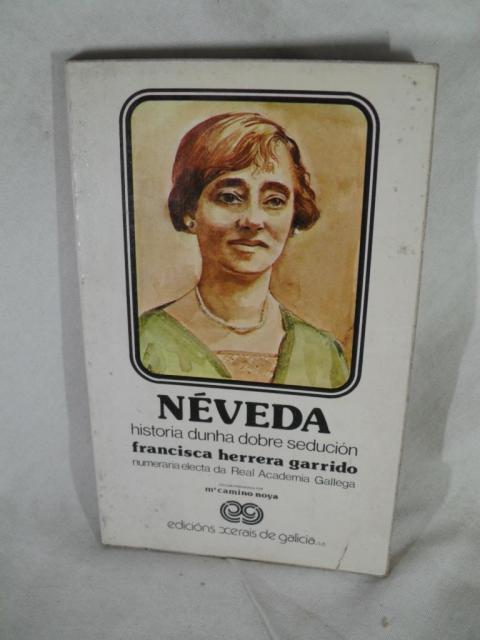 NÉVEDA
historia dunha dobre sedución
francisca herrera garrido
numeraria electa da Real Academia Gallega
mª camino noya
edicións xerais de galicia, s.a.